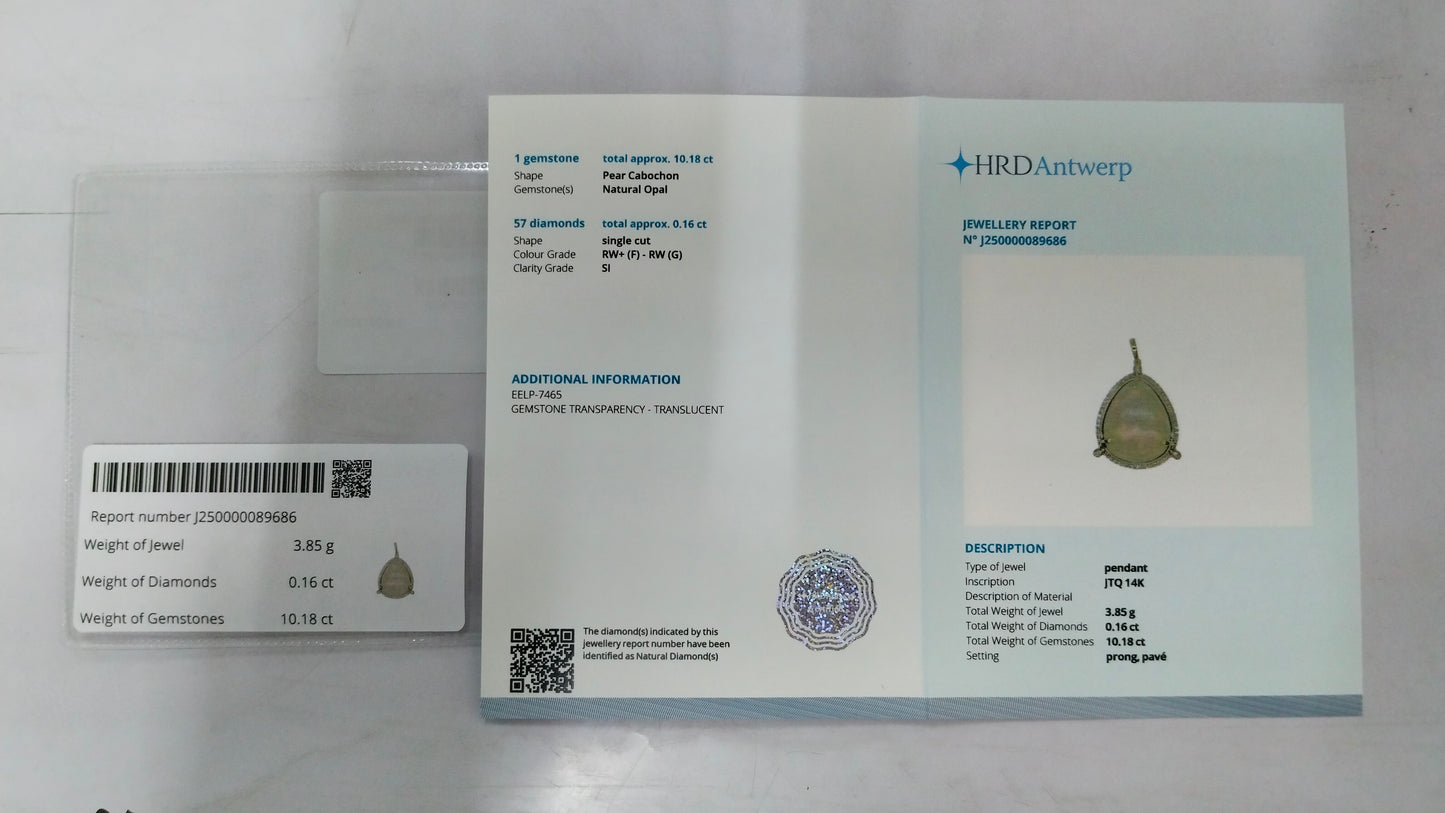 1 gemstone total approx. 10.18 ct
Shape Pear Cabochon
Gemstone(s) Natural Opal
57 diamonds total approx. 0.16 ct
Shape single cut
Colour Grade RW+ (F) - RW (G)
Clarity Grade SI
ADDITIONAL INFORMATION
EELP-7465
GEMSTONE TRANSPARENCY - TRANSLUCENT
The diamond(s) indicated by this
jewellery report number have been
identified as Natural Diamond(s)
HRD Antwerp
JEWELLERY REPORT
N° J250000089686
DESCRIPTION
Type of Jewel pendant
Inscription JTQ 14K
Description of Material
Total Weight of Jewel 3.85 g
Total Weight of Diamonds 0.16 ct
Total Weight of Gemstones 10.18 ct
Setting prong, pavé
Report number J250000089686
Weight of Jewel 3.85 g
Weight of Diamonds 0.16 ct
Weight of Gemstones 10.18 ct